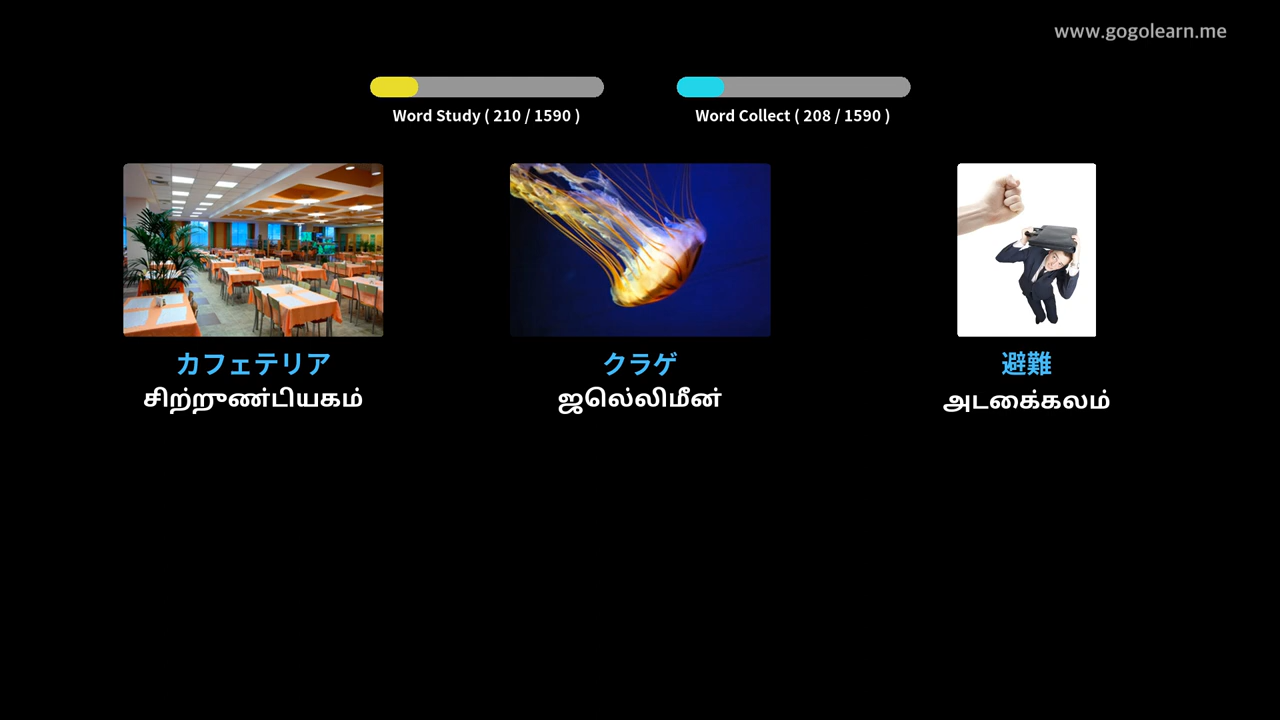 www.gogolearn.me
Word Study ( 210 / 1590 )
Word Collect ( 208 / 1590 )
カフェテリア
クラゲ
避難
சிற்றுண்பியகம்
ஜெல்லிமீன்
அடைக்கலம்